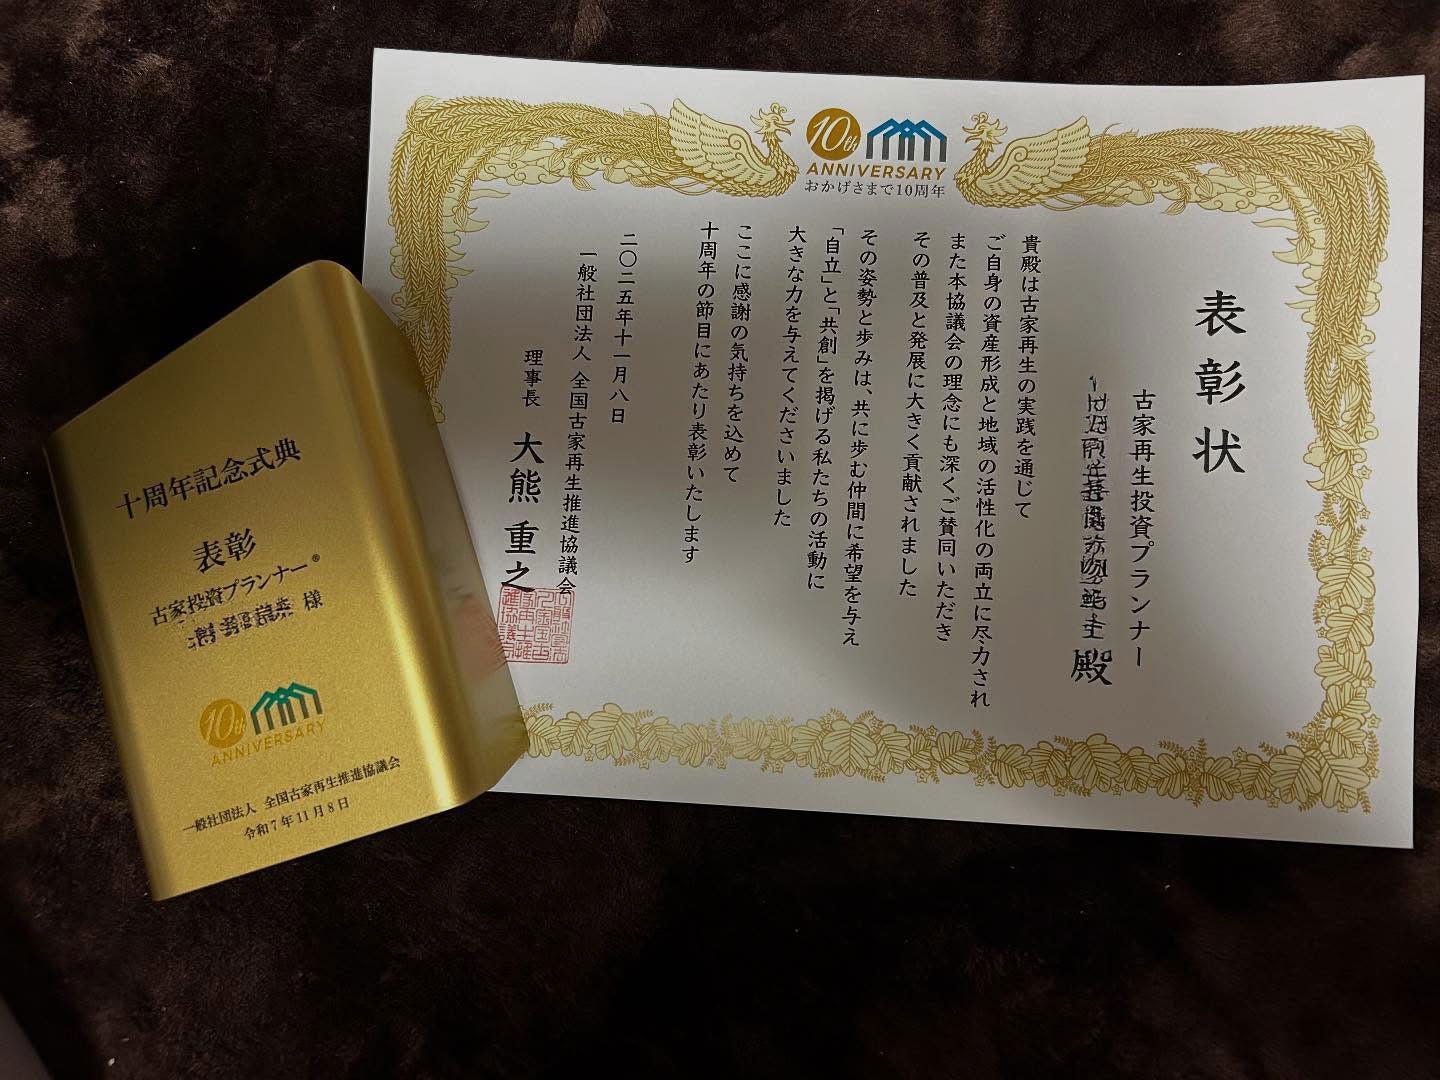 10th
ANNIVERSARY
おかげさまで10周年
表彰状
古家再生投資プランナー
殿
貴殿は古家再生の実践を通じて
ご自身の資産形成と地域の活性化の両立に尽力され
また本協議会の理念にも深くご賛同いただき
その普及と発展に大きく貢献されました
その姿勢と歩みは、共に歩む仲間に希望を与え
「自立」と「共創」を掲げる私たちの活動に
大きな力を与えてくださいました
ここに感謝の気持ちを込めて
十周年の節目にあたり表彰いたします
二〇二五年十一月八日
一般社団法人 全国古家再生推進協議会
理事長 大熊 重之
十周年記念式典
表彰
古家投資プランナー®
様
10th
ANNIVERSARY
一般社団法人 全国古家再生推進協議会
令和7年11月8日